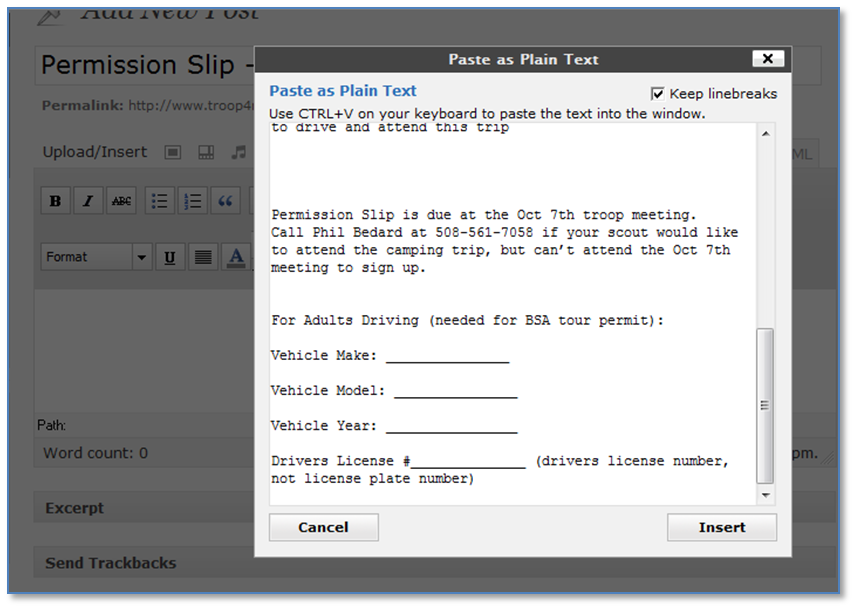 Add New Post
Permission Slip -
Paste as Plain Text
Permalink: http://www.troop4
Paste as Plain Text
Keep linebreaks
Use CTRL+V on your keyboard to paste the text into the window.
to drive and attend this trip
Upload/Insert
ML
B I ABC
Permission Slip is due at the Oct 7th troop meeting.
Call Phil Bedard at 508-561-7058 if your scout would like
to attend the camping trip, but can’t attend the Oct 7th
meeting to sign up.
Format U A
For Adults Driving (needed for BSA tour permit):
Vehicle Make: _______________
Vehicle Model: _______________
Vehicle Year: ________________
Drivers License #______________ (drivers license number,
not license plate number)
Path:
Word count: 0
pm.
Excerpt
Cancel
Insert
Send Trackbacks